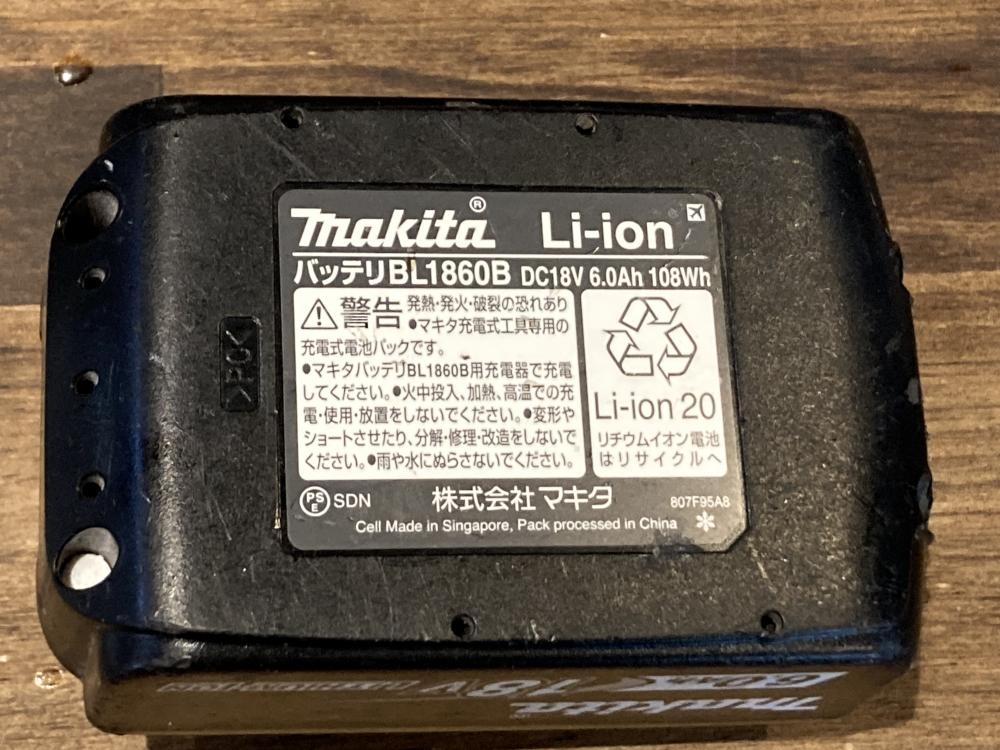 makita® Li-ion
バッテリBL1860B DC18V 6.0Ah 108Wh
警告 発熱・発火・破裂の恐れあり
●マキタ充電式工具専用の
充電式電池パックです。
●マキタバッテリBL1860B用充電器で充電
してください。●火中投入、加熱、高温での充
電・使用・放置をしないでください。●変形や
ショートさせたり、分解・修理・改造をしないで
ください。●雨や水にぬらさないでください。
Li-ion 20
リチウムイオン電池
はリサイクルへ
PSE SDN 株式会社マキタ 807F95A8
Cell Made in Singapore, Pack processed in China *
>PC<
makita
18V 6.0Ah